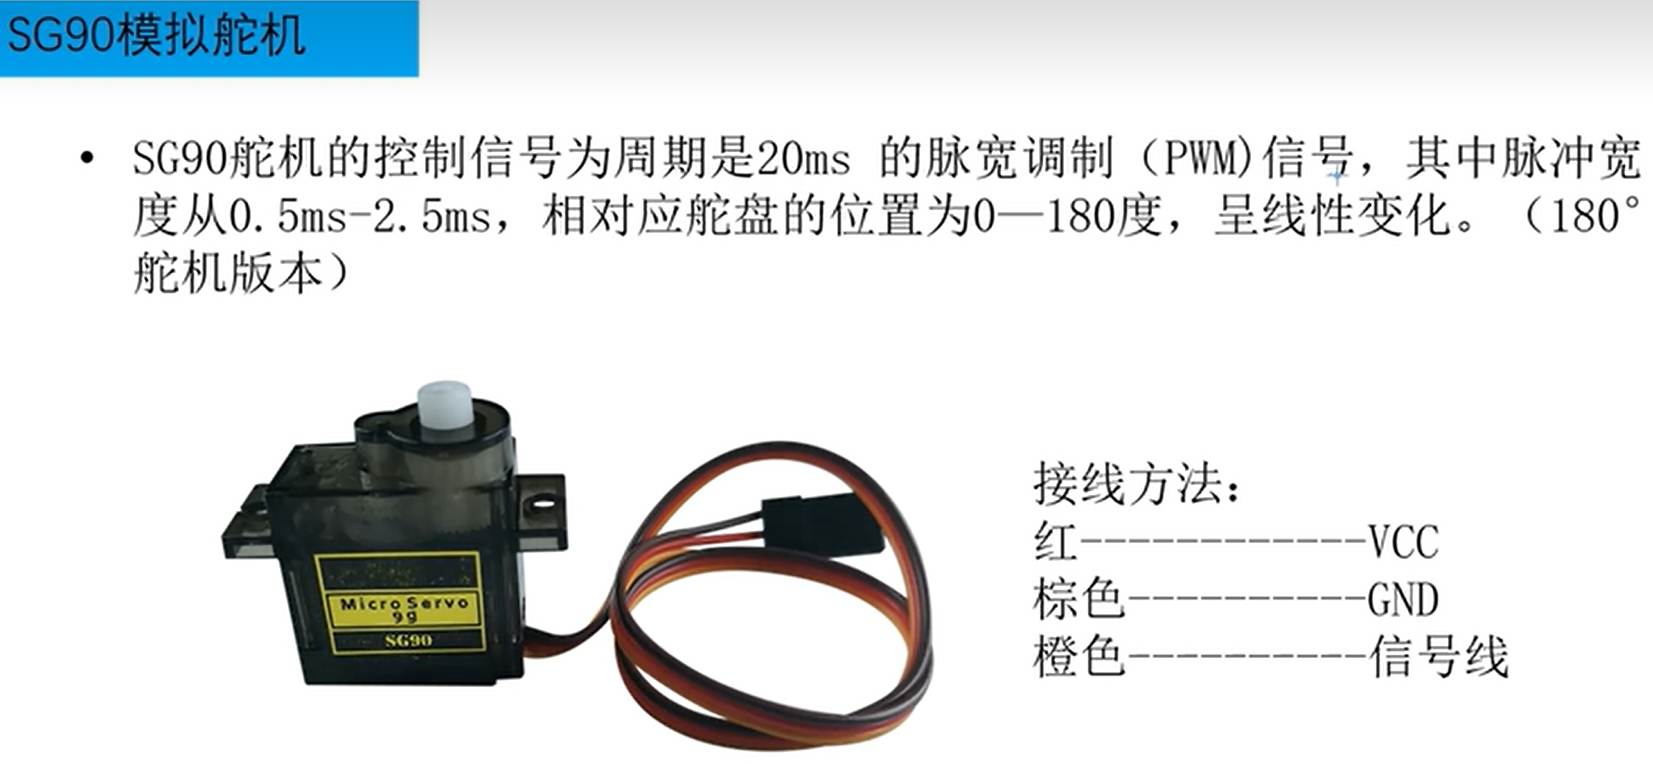 SG90模拟舵机
• SG90舵机的控制信号为周期是20ms 的脉宽调制（PWM)信号，其中脉冲宽
度从0.5ms-2.5ms，相对应舵盘的位置为0—180度，呈线性变化。（180°
舵机版本）
接线方法：
红------------VCC
棕色----------GND
橙色----------信号线
Micro Servo
9g
SG90